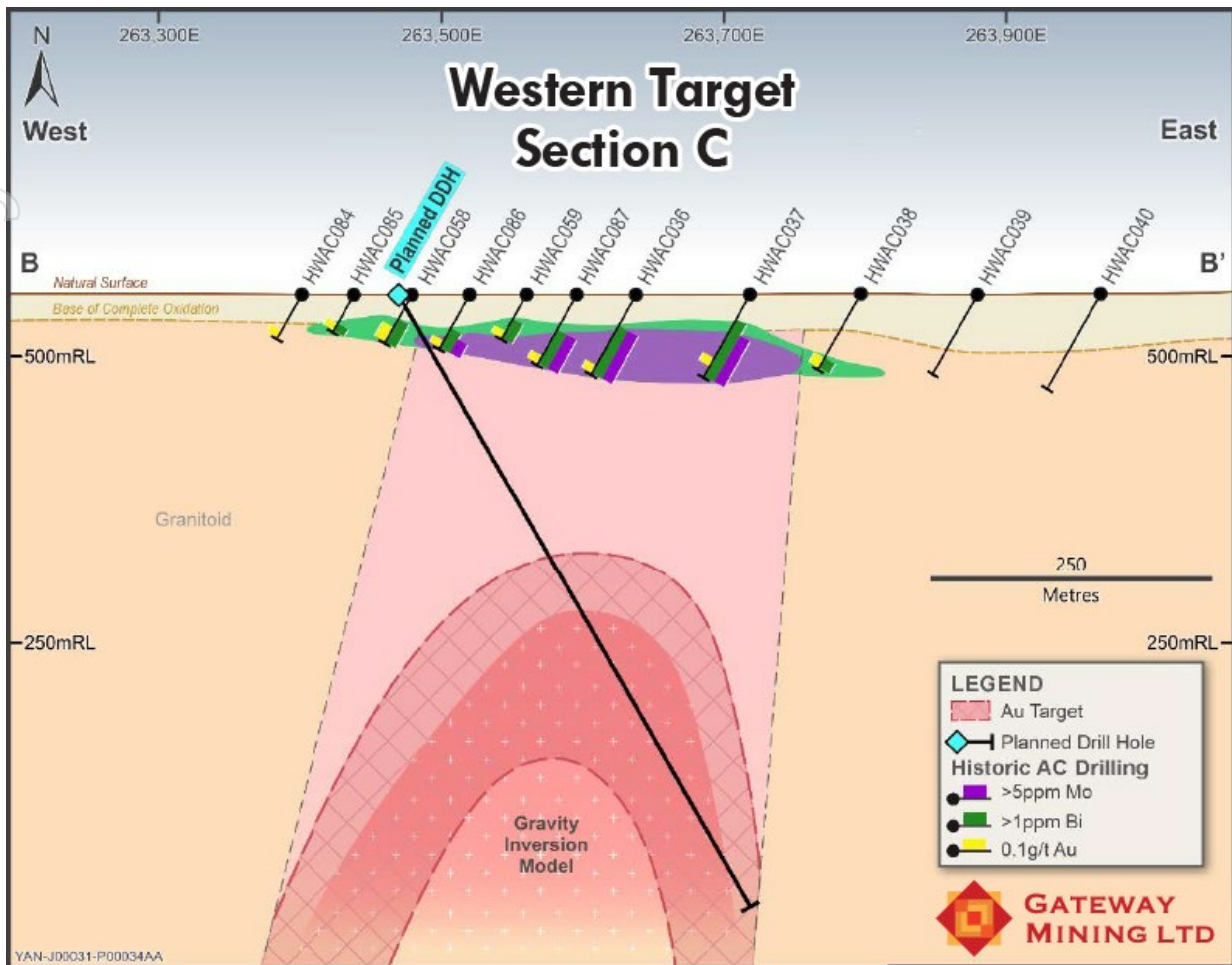 263,300E
263,500E
263,700E
263,900E
N
Western Target
Section C
West
East
HWAC084
HWAC085
Planned DDH
HWAC058
HWAC086
HWAC059
HWAC087
HWAC036
HWAC037
HWAC038
HWAC039
HWAC040
B
B'
Natural Surface
Base of Complete Oxidation
500mRL
500mRL
Granitoid
250
Metres
250mRL
250mRL
LEGEND
Au Target
Planned Drill Hole
Historic AC Drilling
>5ppm Mo
>1ppm Bi
0.1g/t Au
Gravity
Inversion
Model
GATEWAY
MINING LTD
YAN-J00031-P00034AA